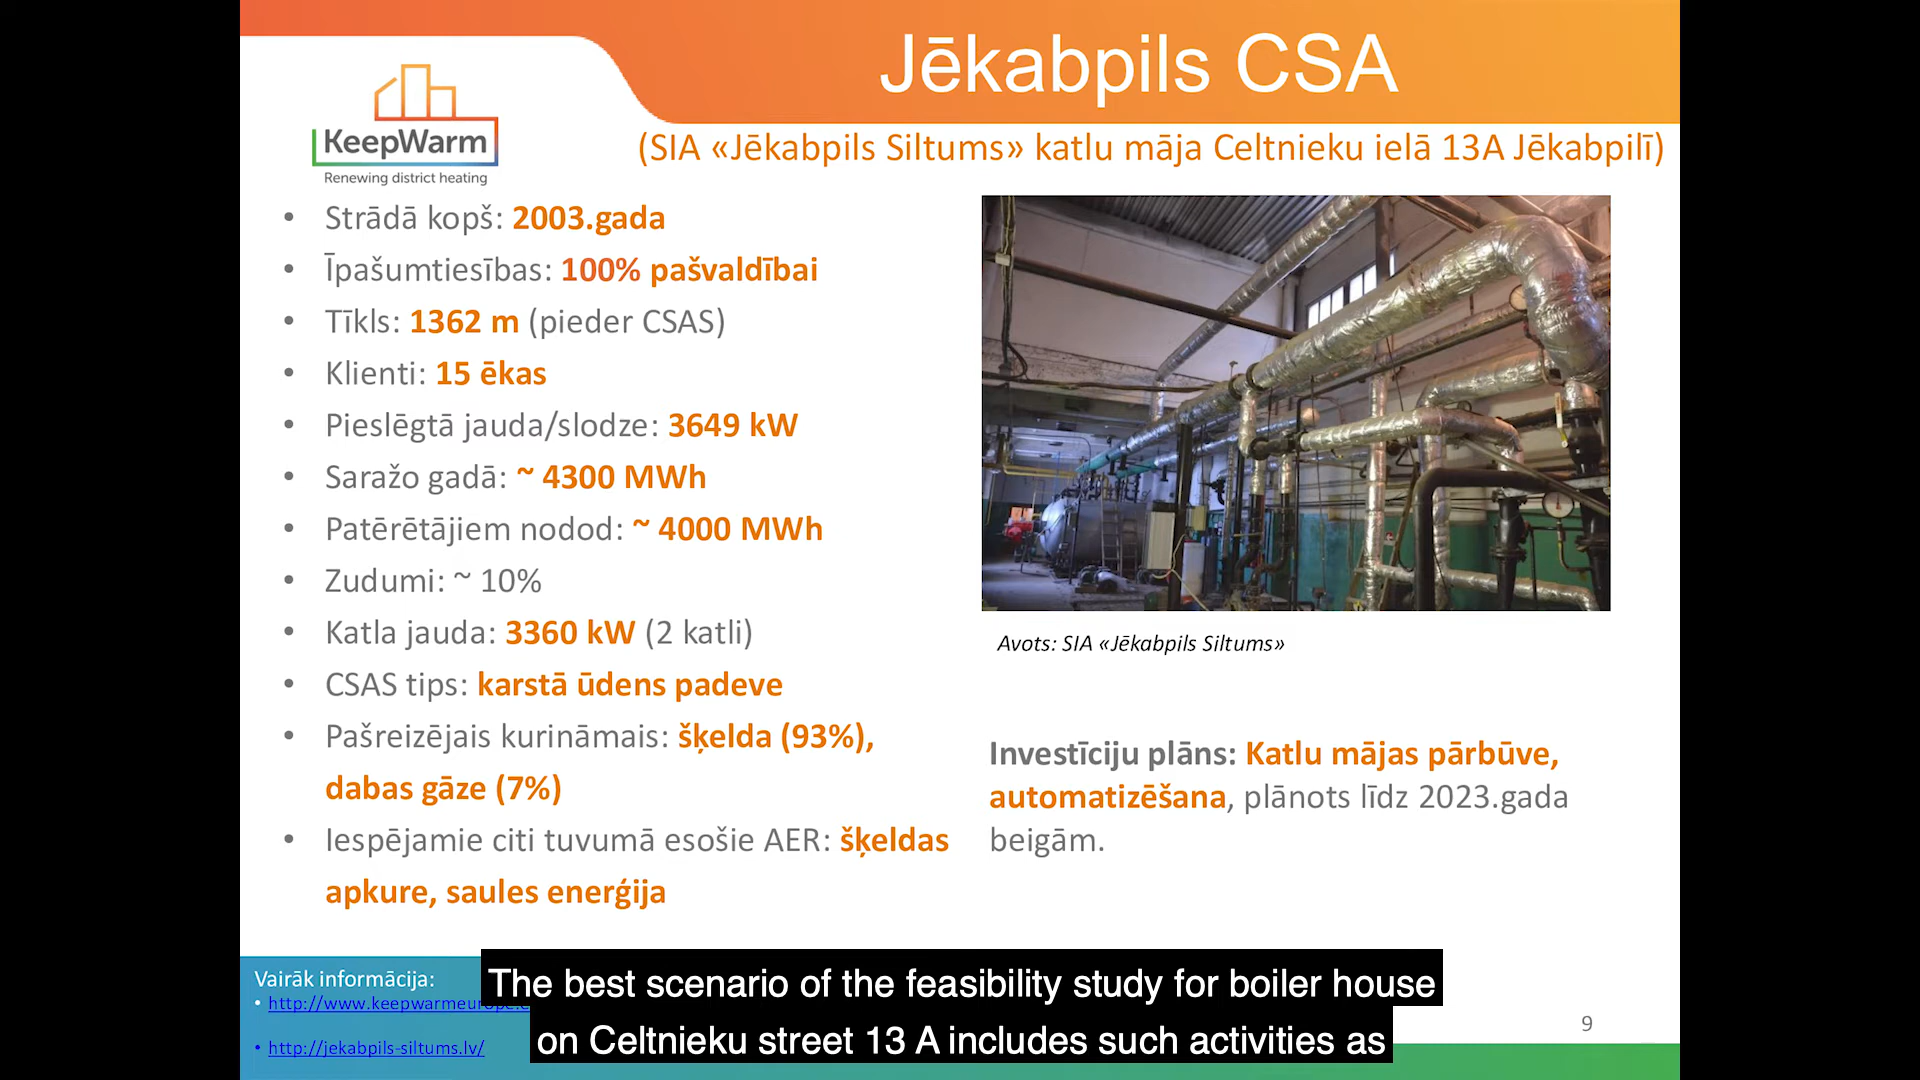 Jēkabpils CSA
KeepWarm
Renewing district heating
(SIA «Jēkabpils Siltums» katlu māja Celtnieku ielā 13A Jēkabpilī)
• Strādā kopš: 2003.gada
• Īpašumtiesības: 100% pašvaldībai
• Tīkls: 1362 m (pieder CSAS)
• Klienti: 15 ēkas
• Pieslēgtā jauda/slodze: 3649 kW
• Saražo gadā: ~ 4300 MWh
• Patērētājiem nodod: ~ 4000 MWh
• Zudumi: ~ 10%
• Katla jauda: 3360 kW (2 katli)
• CSAS tips: karstā ūdens padeve
• Pašreizējais kurināmais: šķelda (93%),
dabas gāze (7%)
• Iespējamie citi tuvumā esošie AER: šķeldas
apkure, saules enerģija
Avots: SIA «Jēkabpils Siltums»
Investīciju plāns: Katlu mājas pārbūve,
automatizēšana, plānots līdz 2023.gada
beigām.
Vairāk informācija:
• http://www.keepwarmeurope.e
• http://jekabpils-siltums.lv/
9
The best scenario of the feasibility study for boiler house
on Celtnieku street 13 A includes such activities as